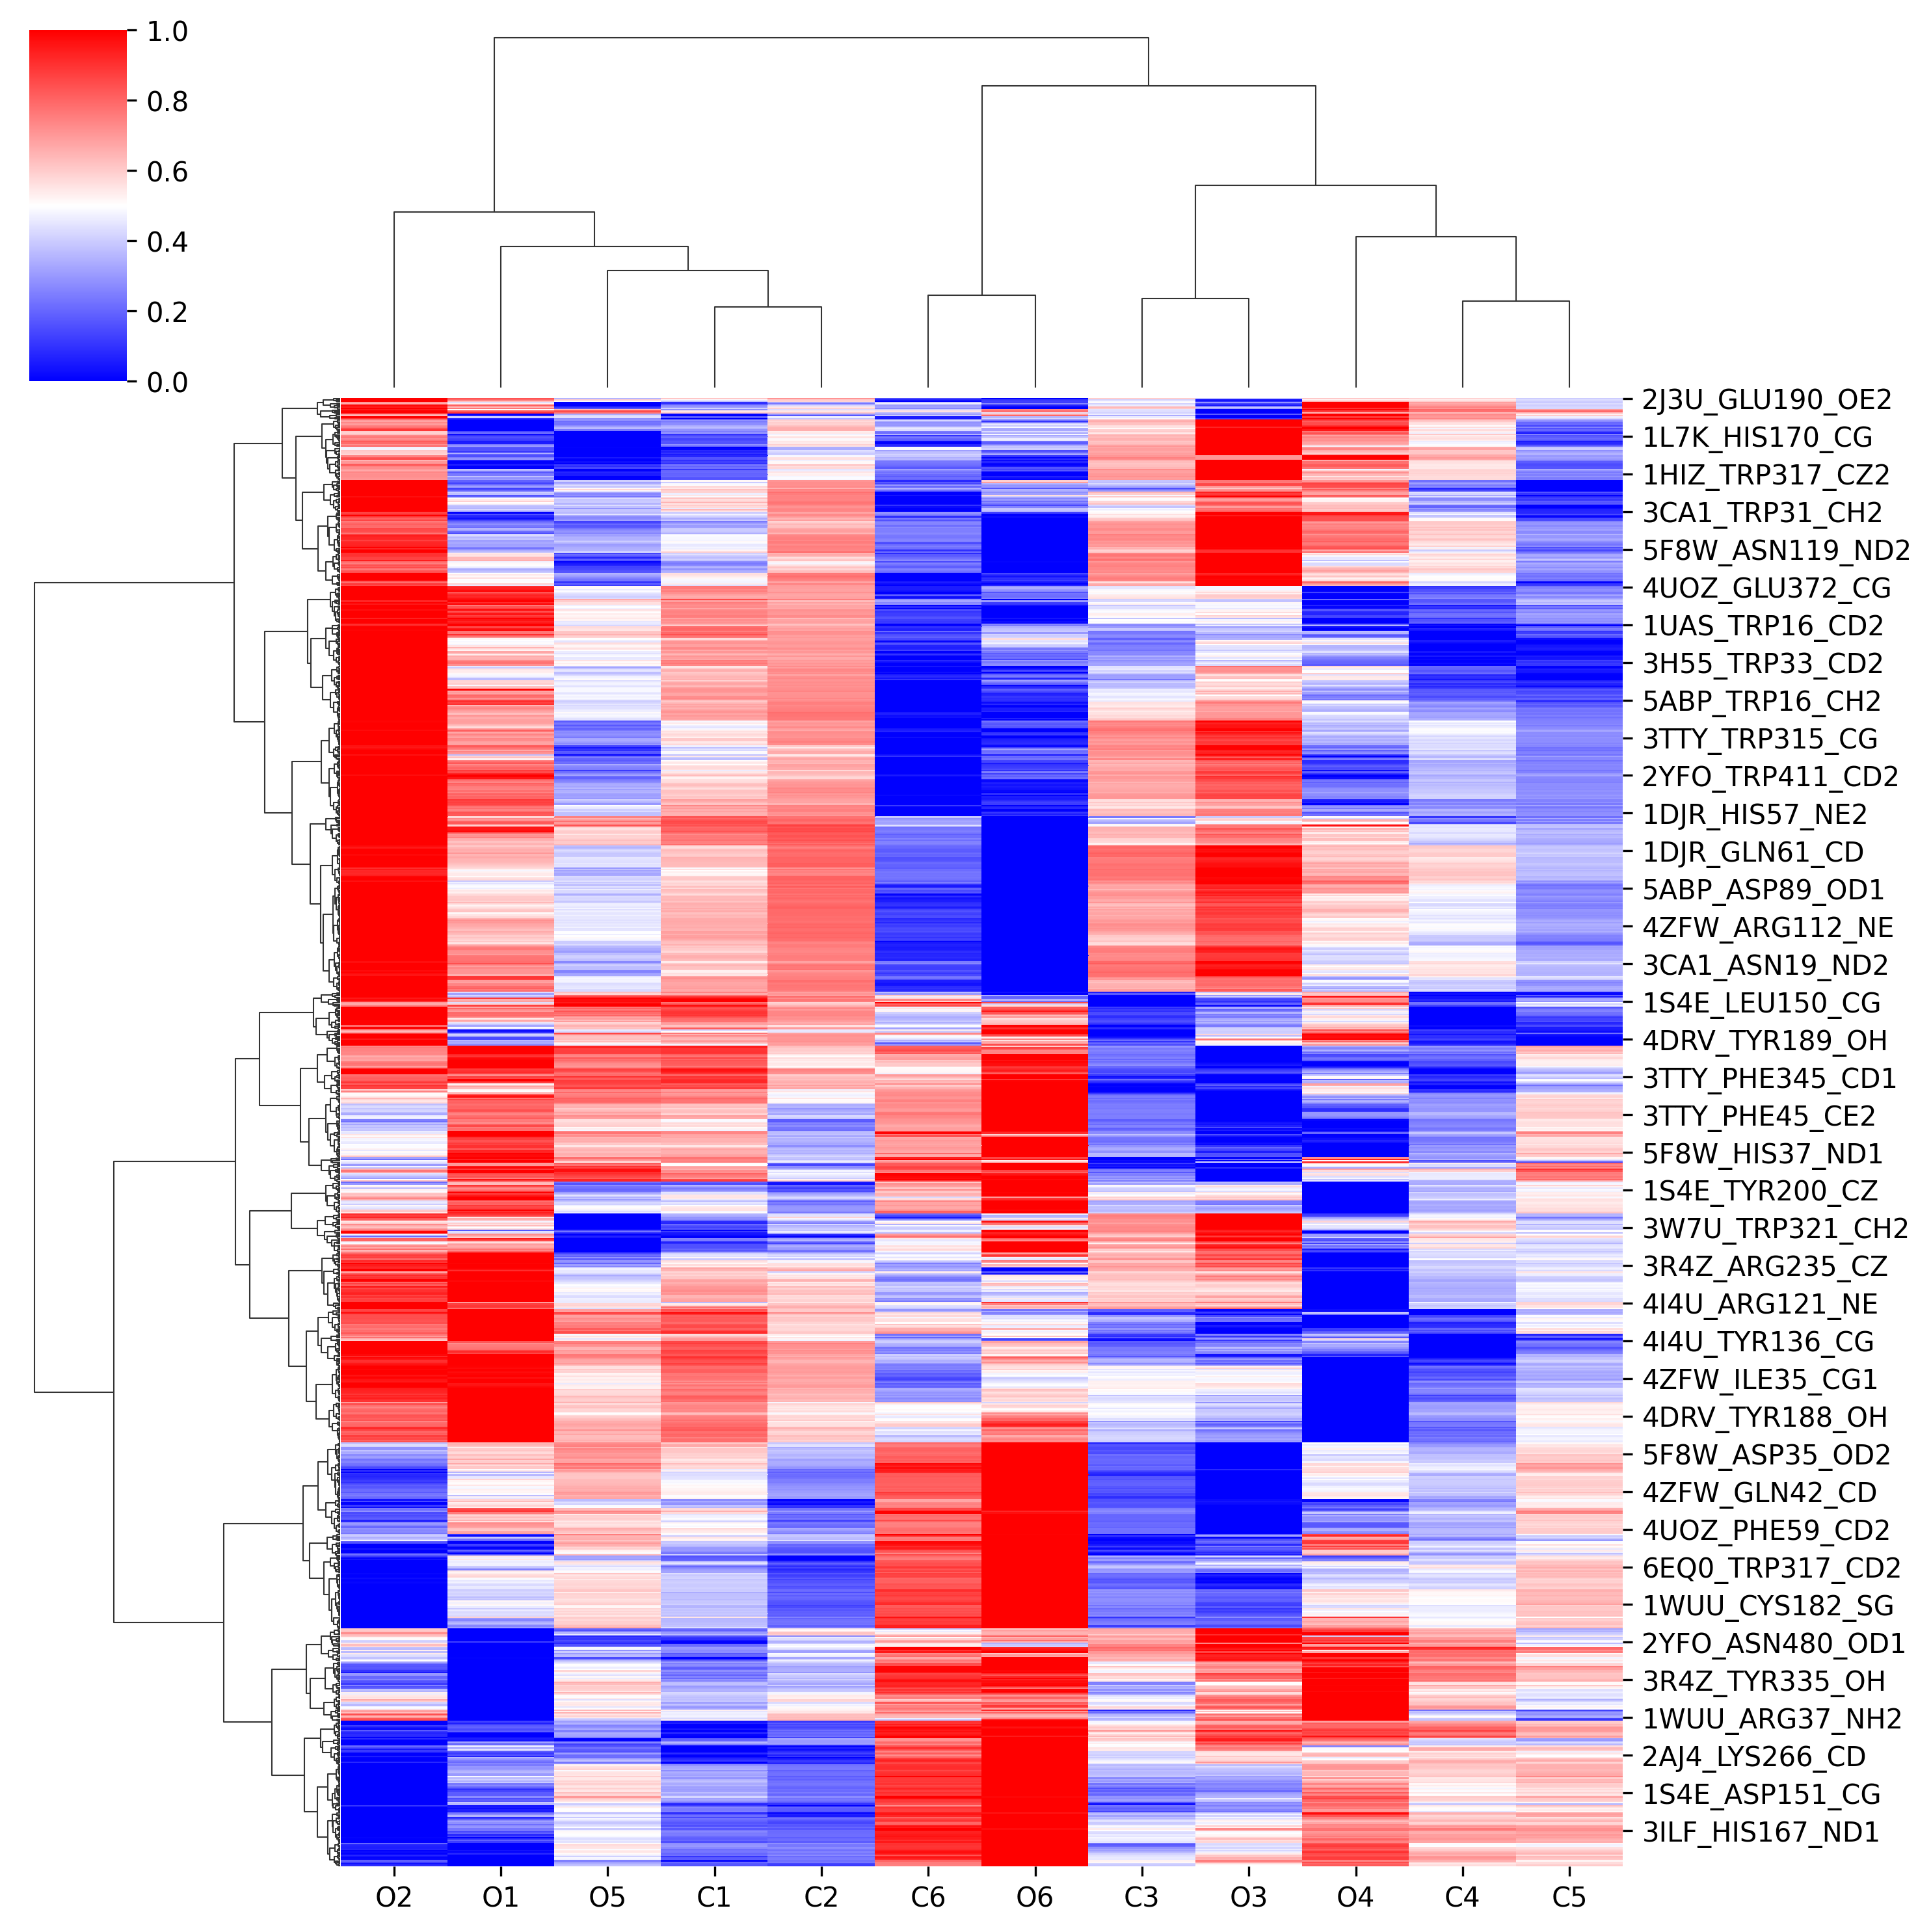 1.0
0.8
0.6
0.4
0.2
0.0
2J3U_GLU190_OE2
1L7K_HIS170_CG
1HIZ_TRP317_CZ2
3CA1_TRP31_CH2
5F8W_ASN119_ND2
4UOZ_GLU372_CG
1UAS_TRP16_CD2
3H55_TRP33_CD2
5ABP_TRP16_CH2
3TTY_TRP315_CG
2YFO_TRP411_CD2
1DJR_HIS57_NE2
1DJR_GLN61_CD
5ABP_ASP89_OD1
4ZFW_ARG112_NE
3CA1_ASN19_ND2
1S4E_LEU150_CG
4DRV_TYR189_OH
3TTY_PHE345_CD1
3TTY_PHE45_CE2
5F8W_HIS37_ND1
1S4E_TYR200_CZ
3W7U_TRP321_CH2
3R4Z_ARG235_CZ
4I4U_ARG121_NE
4I4U_TYR136_CG
4ZFW_ILE35_CG1
4DRV_TYR188_OH
5F8W_ASP35_OD2
4ZFW_GLN42_CD
4UOZ_PHE59_CD2
6EQ0_TRP317_CD2
1WUU_CYS182_SG
2YFO_ASN480_OD1
3R4Z_TYR335_OH
1WUU_ARG37_NH2
2AJ4_LYS266_CD
1S4E_ASP151_CG
3ILF_HIS167_ND1
O2 O1 O5 C1 C2 C6 O6 C3 O3 O4 C4 C5